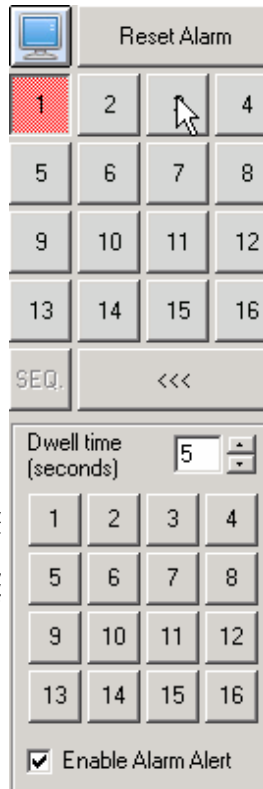 Reset Alarm
1 2 4
5 6 7 8
9 10 11 12
13 14 15 16
SEQ. <<<
Dwell time
(seconds) 5
1 2 3 4
5 6 7 8
9 10 11 12
13 14 15 16
Enable Alarm Alert